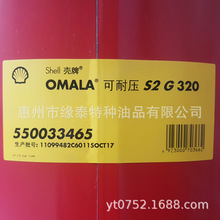 Shell 壳牌
OMALA® 可耐压 S2 G 320
惠州市缘泰特种油品有限公司
550033465
生产批号: 11099482C60115OCT17
yt0752.1688.com